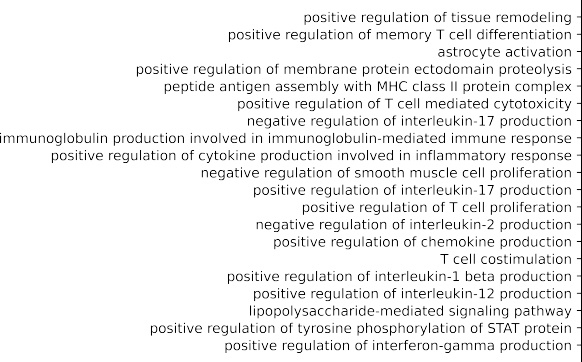 positive regulation of tissue remodeling
positive regulation of memory T cell differentiation
astrocyte activation
positive regulation of membrane protein ectodomain proteolysis
peptide antigen assembly with MHC class II protein complex
positive regulation of T cell mediated cytotoxicity
negative regulation of interleukin-17 production
immunoglobulin production involved in immunoglobulin-mediated immune response
positive regulation of cytokine production involved in inflammatory response
negative regulation of smooth muscle cell proliferation
positive regulation of interleukin-17 production
positive regulation of T cell proliferation
negative regulation of interleukin-2 production
positive regulation of chemokine production
T cell costimulation
positive regulation of interleukin-1 beta production
positive regulation of interleukin-12 production
lipopolysaccharide-mediated signaling pathway
positive regulation of tyrosine phosphorylation of STAT protein
positive regulation of interferon-gamma production